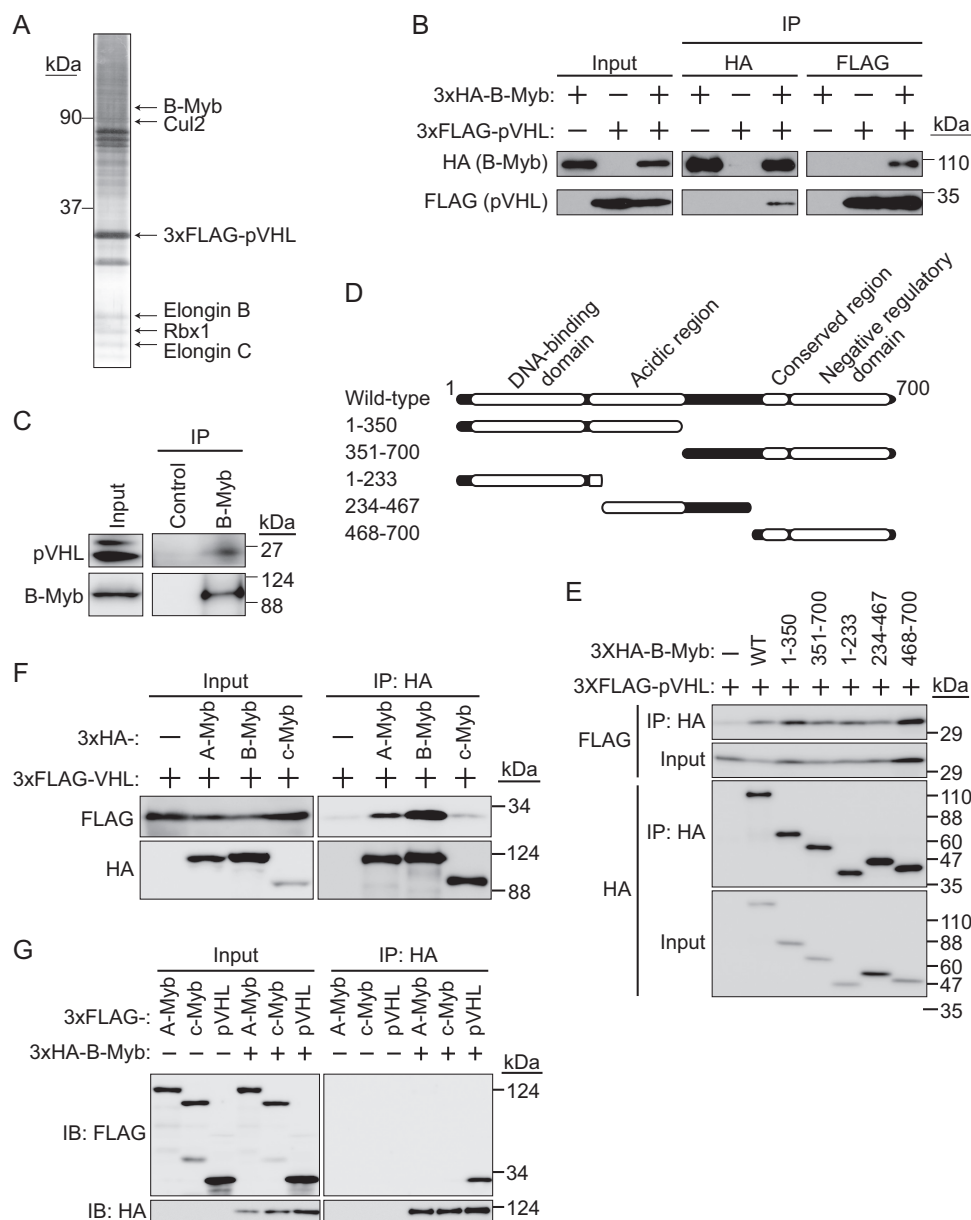 A
kDa
90
37
B-Myb
Cul2
3xFLAG-pVHL
Elongin B
Rbx1
Elongin C
B
IP
Input HA FLAG
3xHA-B-Myb: + − + + − + + − +
3xFLAG-pVHL: − + + − + + − + +
kDa
HA (B-Myb) 110
FLAG (pVHL) 35
C
IP
Input Control B-Myb
kDa
pVHL 27
B-Myb 124
88
D
DNA-binding domain
Acidic region
Conserved region
Negative regulatory domain
1 700
Wild-type
1-350
351-700
1-233
234-467
468-700
E
3XHA-B-Myb: − WT 1-350 351-700 1-233 234-467 468-700
3XFLAG-pVHL: + + + + + + +
kDa
FLAG
IP: HA 29
Input 29
HA
IP: HA
110
88
60
47
35
Input
110
88
60
47
35
F
Input IP: HA
3xHA-: − A-Myb B-Myb c-Myb − A-Myb B-Myb c-Myb
3xFLAG-VHL: + + + + + + + +
kDa
FLAG 34
HA 124
88
G
Input IP: HA
3xFLAG-: A-Myb c-Myb pVHL A-Myb c-Myb pVHL A-Myb c-Myb pVHL A-Myb c-Myb pVHL
3xHA-B-Myb: − − − + + + − − − + + +
kDa
124
IB: FLAG
34
IB: HA 124